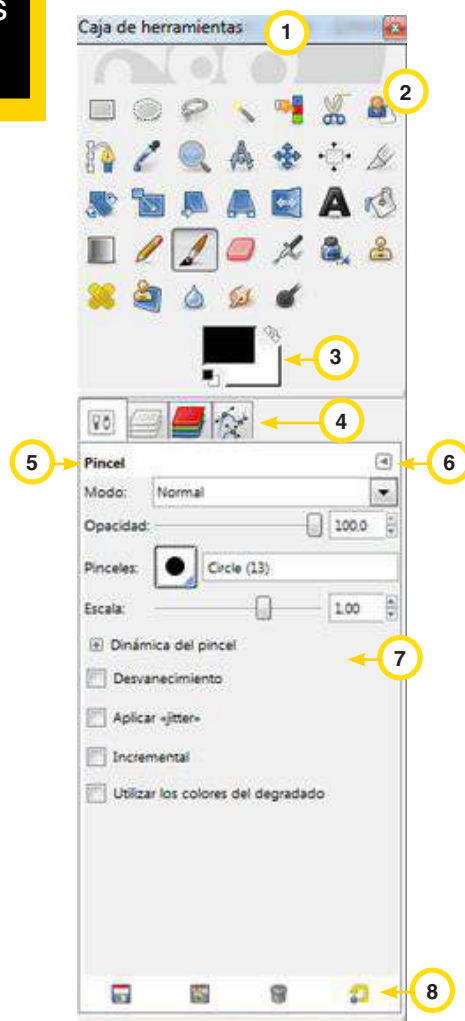 s
Caja de herramientas 1
2
3
4
5 Pincel 6
Modo: Normal
Opacidad: 100.0
Pinceles: Circle (13)
Escala: 1.00
Dinámica del pincel 7
Desvanecimiento
Aplicar «jitter»
Incremental
Utilizar los colores del degradado
8